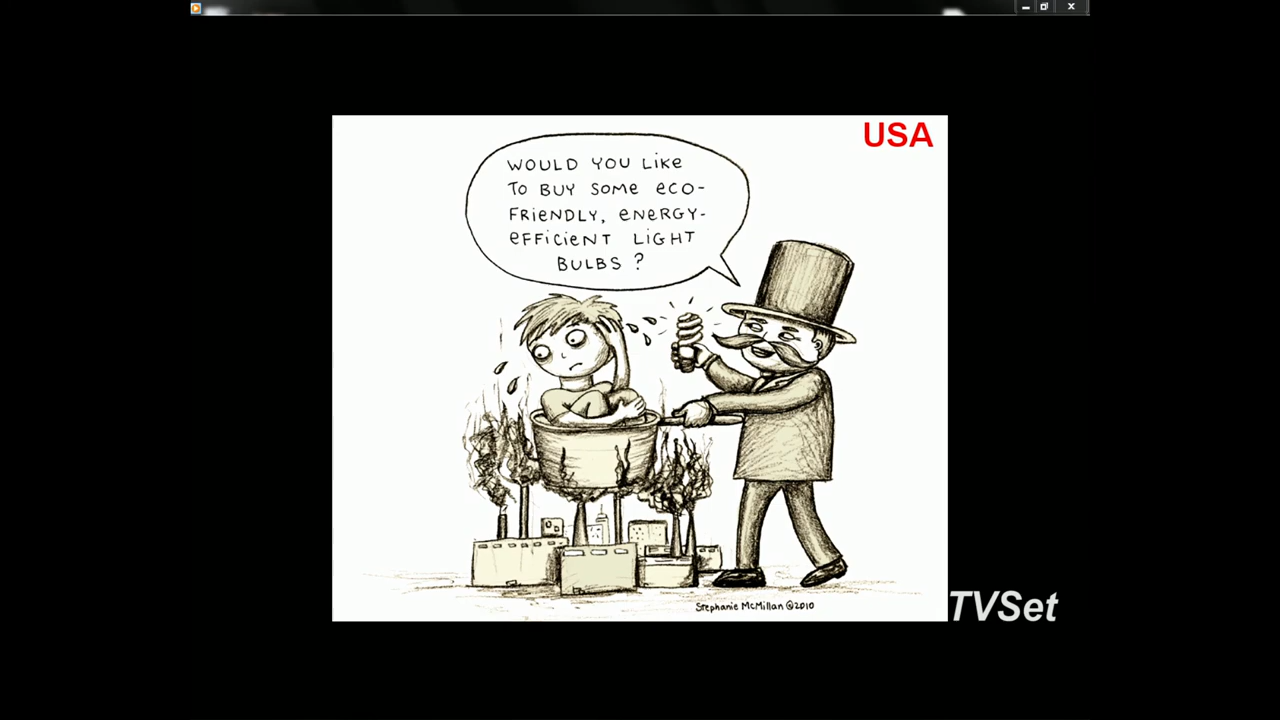 USA
WOULD YOU LIKE
TO BUY SOME ECO-
FRIENDLY, ENERGY-
EFFICIENT LIGHT
BULBS?
Stephanie McMillan ©2010
TVSet